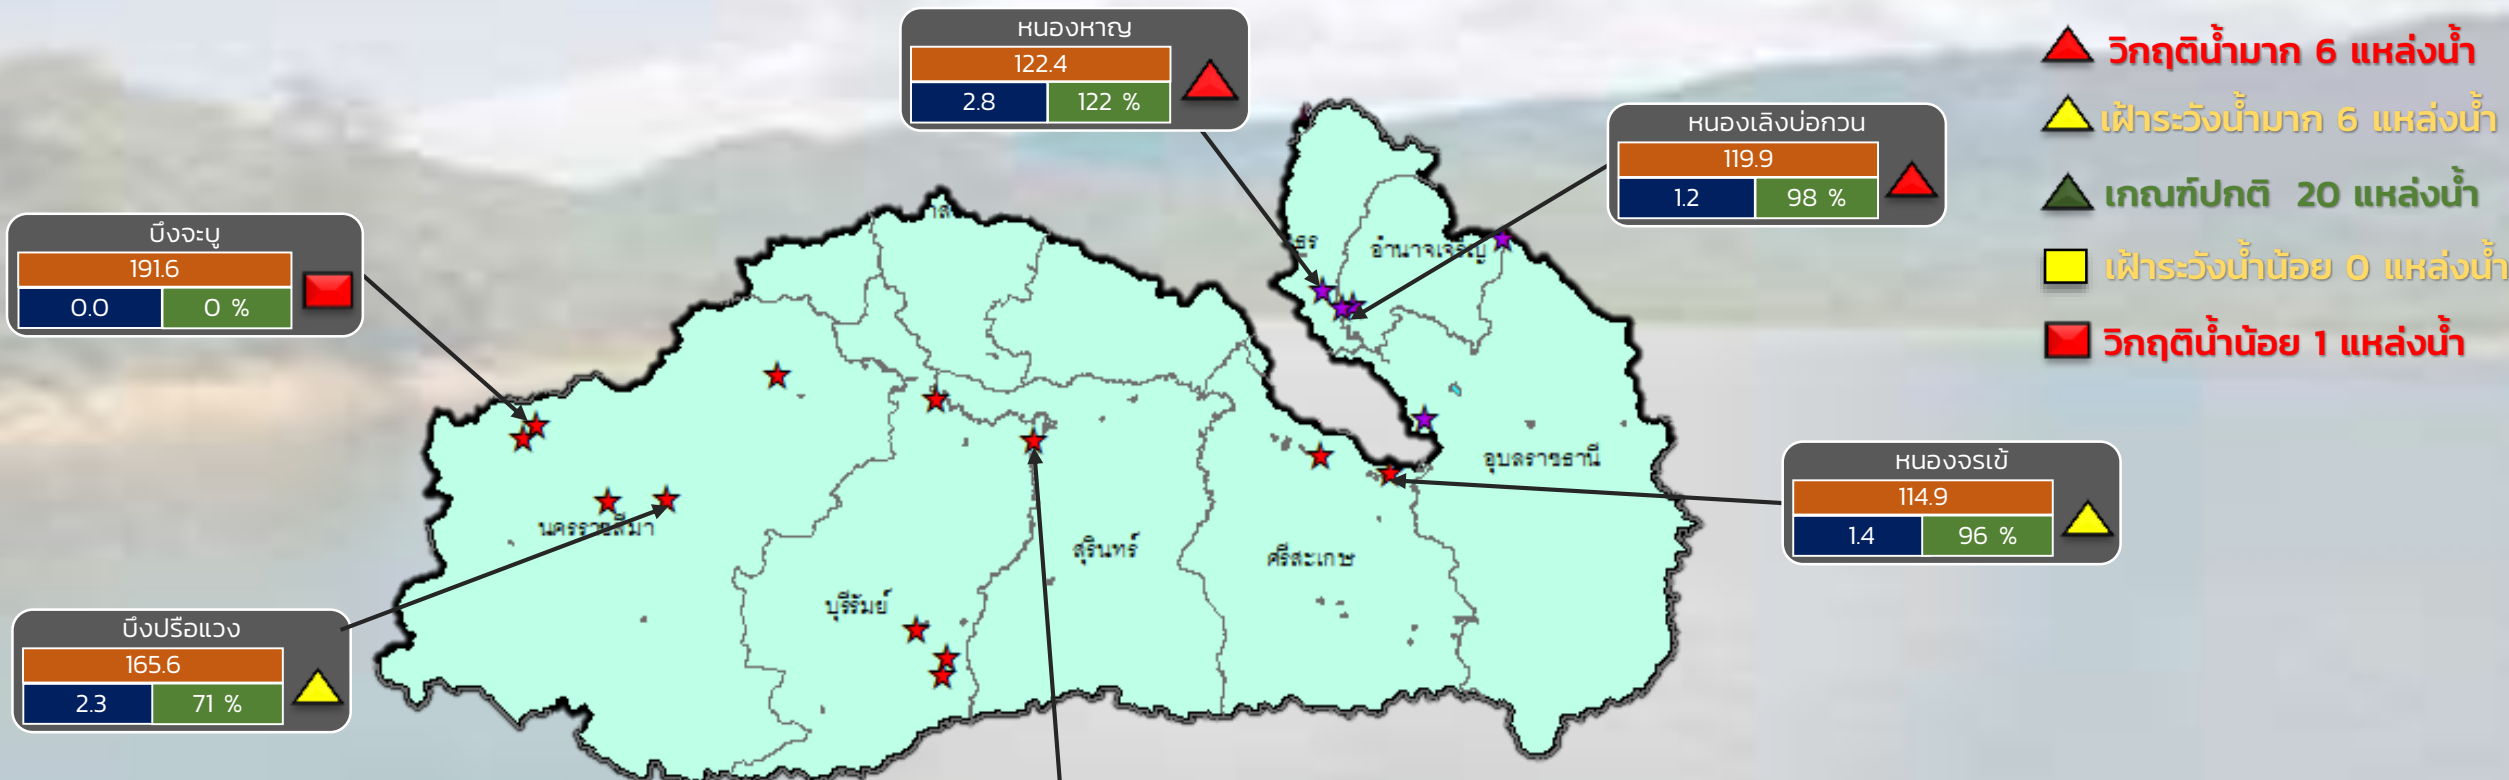 หนองหาญ
122.4
2.8 122 %
วิกฤติน้ำมาก 6 แหล่งน้ำ
เฝ้าระวังน้ำมาก 6 แหล่งน้ำ
เกณฑ์ปกติ 20 แหล่งน้ำ
เฝ้าระวังน้ำน้อย 0 แหล่งน้ำ
วิกฤติน้ำน้อย 1 แหล่งน้ำ
หนองเลิงบ่อกวน
119.9
1.2 98 %
บึงจะบู
191.6
0.0 0 %
อำนาจเจริญ
อุบลราชธานี
หนองจรเข้
114.9
1.4 96 %
นครราชสีมา
สุรินทร์
ศรีสะเกษ
บุรีรัมย์
บึงปรือแวง
165.6
2.3 71 %